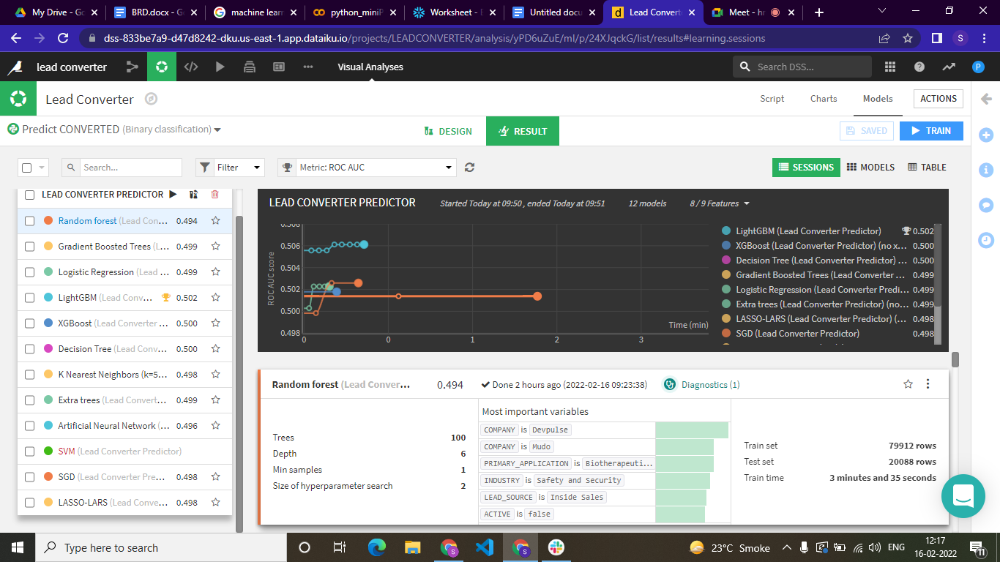 My Drive - Go
BRD.docx - G
machine learn
python_miniP
Worksheet - E
Untitled docu
Lead Convert
Meet - hr
dss-833be7a9-d47d8242-dku.us-east-1.app.dataiku.io/projects/LEADCONVERTER/analysis/yPD6uZuE/ml/p/24XJqckG/list/results#learning.sessions
S
lead converter
Visual Analyses
Search DSS...
P
Lead Converter
Script
Charts
Models
ACTIONS
Predict CONVERTED (Binary classification)
DESIGN
RESULT
SAVED
TRAIN
Search...
Filter
Metric: ROC AUC
SESSIONS
MODELS
TABLE
LEAD CONVERTER PREDICTOR
Random forest (Lead Con... 0.494
Gradient Boosted Trees (L... 0.499
Logistic Regression (Lead ... 0.499
LightGBM (Lead Conv... 0.502
XGBoost (Lead Converter ... 0.500
Decision Tree (Lead Conv... 0.500
K Nearest Neighbors (k=5... 0.498
Extra trees (Lead Convert... 0.499
Artificial Neural Network (... 0.496
SVM (Lead Converter Predictor)
SGD (Lead Converter Pre... 0.498
LASSO-LARS (Lead Conve... 0.498
LEAD CONVERTER PREDICTOR
Started Today at 09:50 , ended Today at 09:51
12 models
8 / 9 Features
ROC AUC score
0.508
0.506
0.504
0.502
0.500
0.498
0 0 1 2 3
Time (min)
LightGBM (Lead Converter Predictor) 0.502
XGBoost (Lead Converter Predictor) (no x... 0.500
Decision Tree (Lead Converter Predictor) ... 0.500
Gradient Boosted Trees (Lead Converter ... 0.499
Logistic Regression (Lead Converter Predi... 0.499
Extra trees (Lead Converter Predictor) (no... 0.499
LASSO-LARS (Lead Converter Predictor) (... 0.498
SGD (Lead Converter Predictor) 0.498
Random forest (Lead Conver... 0.494
Done 2 hours ago (2022-02-16 09:23:38)
Diagnostics (1)
Trees 100
Depth 6
Min samples 1
Size of hyperparameter search 2
Most important variables
COMPANY is Devpulse
COMPANY is Mudo
PRIMARY_APPLICATION is Biotherapeuti...
INDUSTRY is Safety and Security
LEAD_SOURCE is Inside Sales
ACTIVE is false
Train set 79912 rows
Test set 20088 rows
Train time 3 minutes and 35 seconds
Type here to search
S
S
23°C Smoke
ENG
12:17
16-02-2022
11